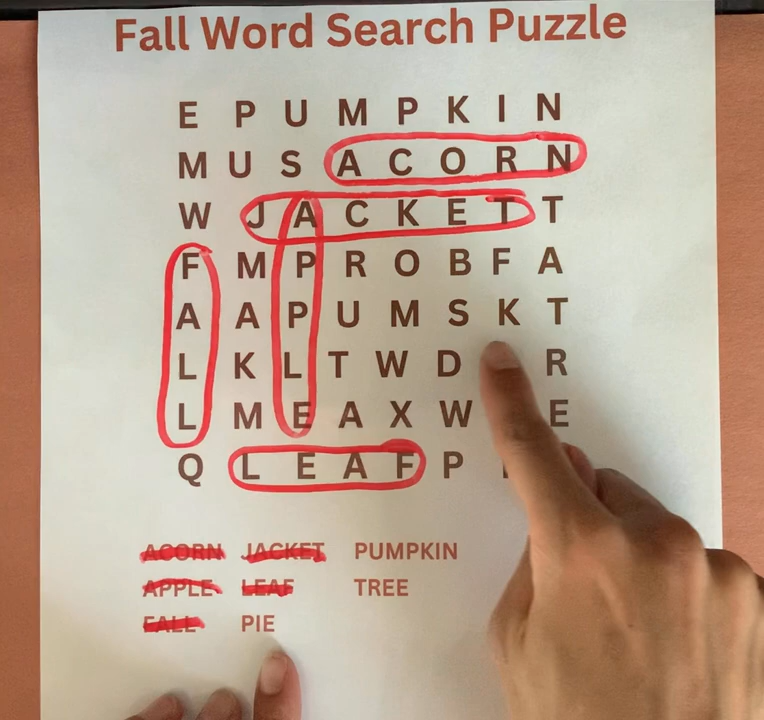 Fall Word Search Puzzle
E P U M P K I N
M U S A C O R N
W J A C K E T T
F M P R O B F A
A A P U M S K T
L K L T W D R
L M E A X W E
Q L E A F P
ACORN JACKET PUMPKIN
APPLE LEAF TREE
FALL PIE